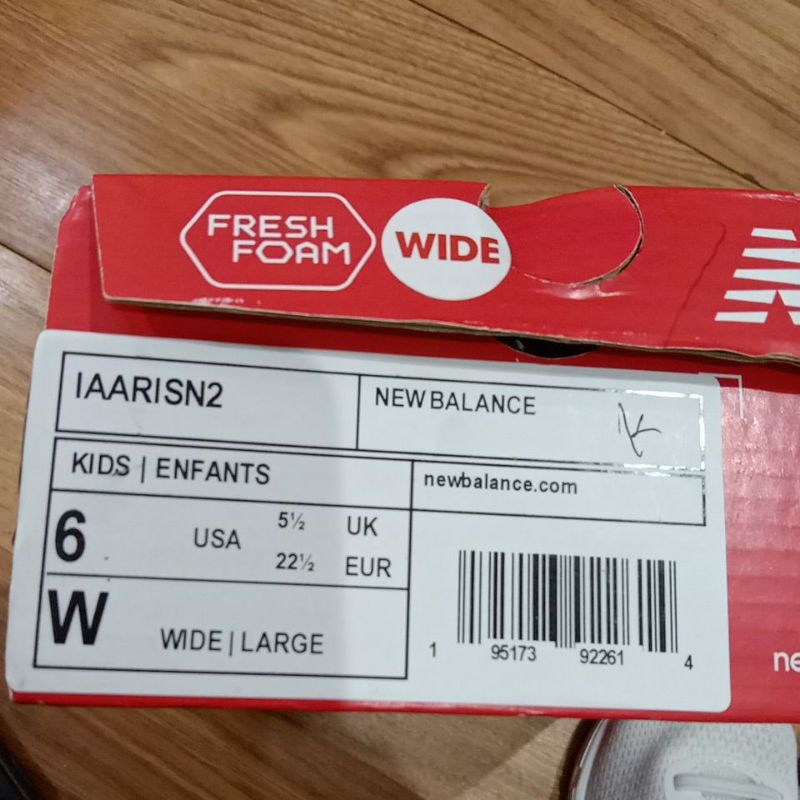 FRESH
FOAM
WIDE
IAARISN2
NEW BALANCE
KIDS | ENFANTS
newbalance.com
6 USA 5½ UK
22½ EUR
W WIDE | LARGE
1 95173 92261 4
ne